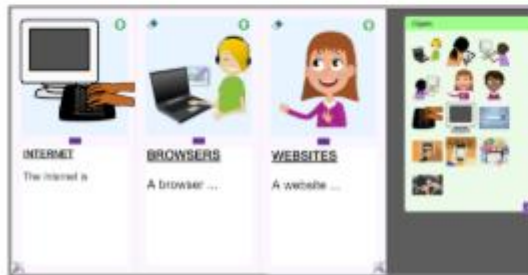 INTERNET
The Internet is
BROWSERS
A browser ...
WEBSITES
A website ...